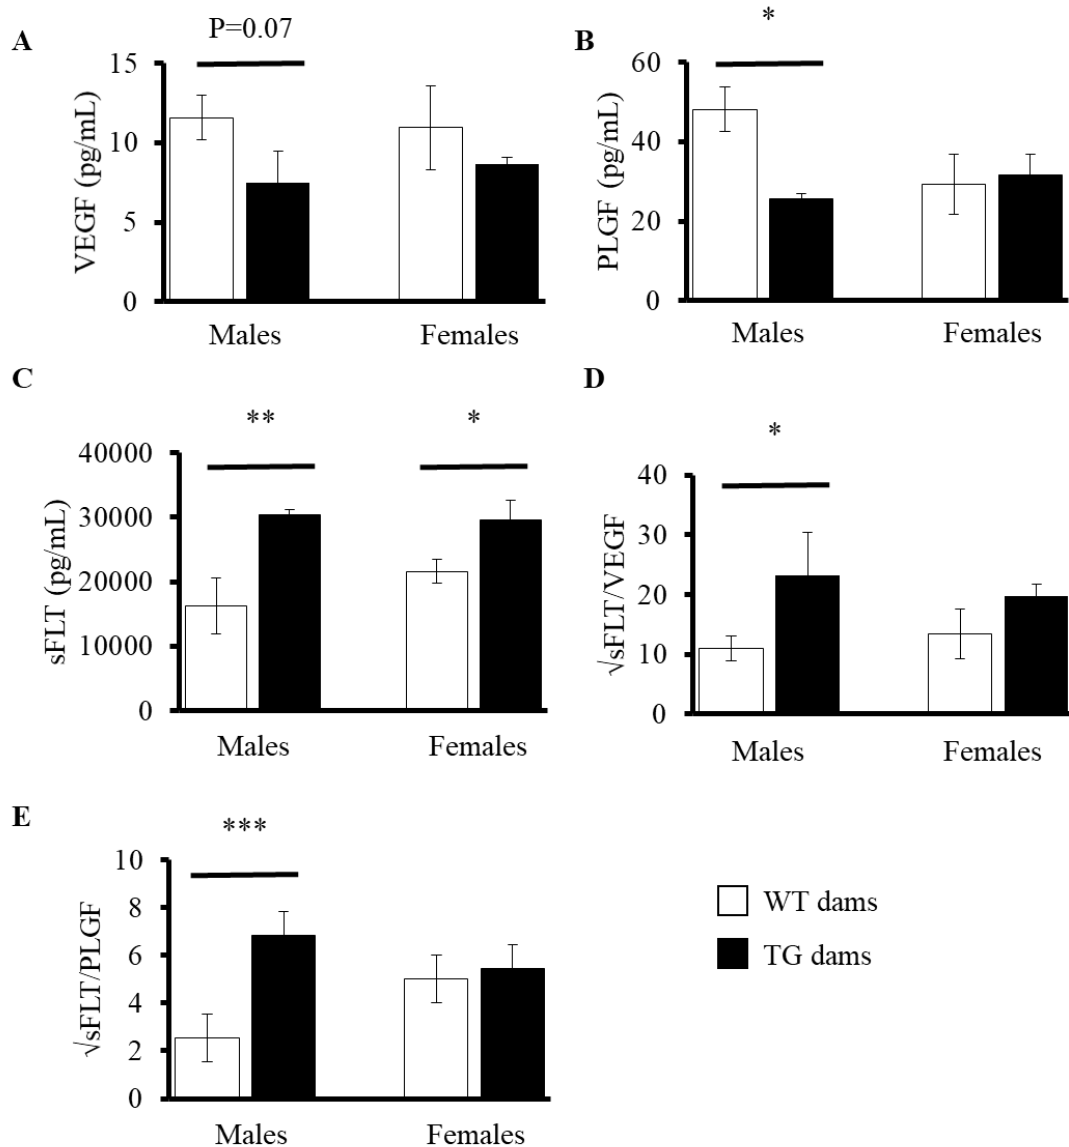 A
P=0.07
VEGF (pg/mL)
15
10
5
0
Males
Females
B
*
PLGF (pg/mL)
60
40
20
0
Males
Females
C
**
*
sFLT (pg/mL)
40000
30000
20000
10000
0
Males
Females
D
*
√sFLT/VEGF
40
30
20
10
0
Males
Females
E
***
√sFLT/PLGF
10
8
6
4
2
0
Males
Females
WT dams
TG dams